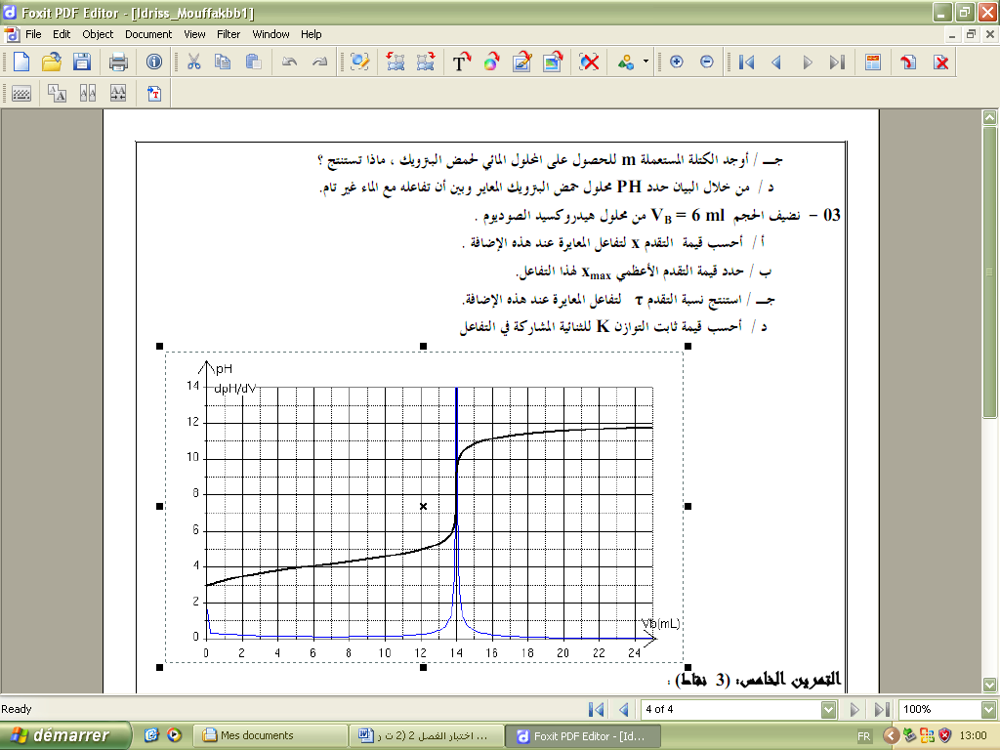 Foxit PDF Editor - [Idriss_Mouffakbb1]
File Edit Object Document View Filter Window Help
جـ / أوجد الكتلة المستعملة m للحصول على المحلول المائي لحمض البنزويك ، ماذا تستنتج ؟
د / من خلال البيان حدد PH محلول حمض البنزويك المعاير وبين أن تفاعله مع الماء غير تام.
03 – نضيف الحجم VB = 6 ml من محلول هيدروكسيد الصوديوم .
أ / أحسب قيمة التقدم x لتفاعل المعايرة عند هذه الإضافة .
ب / حدد قيمة التقدم الأعظمي xmax لهذا التفاعل.
جـ / استنتج نسبة التقدم τ لتفاعل المعايرة عند هذه الإضافة.
د / أحسب قيمة ثابت التوازن K للثنائية المشاركة في التفاعل
pH
dpH/dV
14
12
10
8
6
4
2
0
Vb(mL)
0 2 4 6 8 10 12 14 16 18 20 22 24
التمرين الخامس: (3 نقاط) :
Ready
4 of 4
100%
démarrer
Mes documents
اختبار الفصل 2 (2 ت ر ...
Foxit PDF Editor - [Id...
FR
13:00